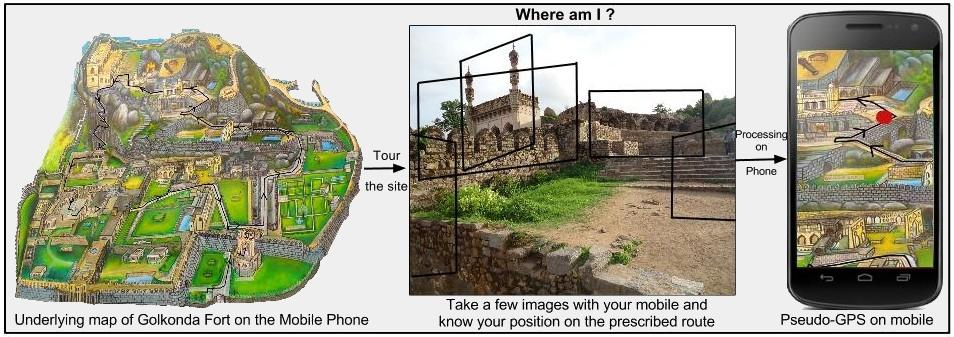 Where am I ?
Tour
the site
Processing
on
Phone
Underlying map of Golkonda Fort on the Mobile Phone
Take a few images with your mobile and
know your position on the prescribed route
Pseudo-GPS on mobile